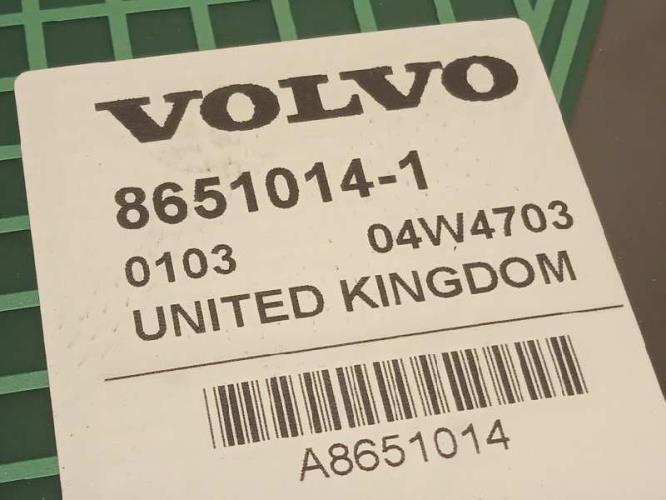 VOLVO
8651014-1
0103 04W4703
UNITED KINGDOM
A8651014